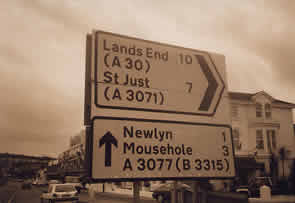 Lands End 10
(A 30)
St Just 7
(A 3071)
Newlyn 1
Mousehole 3
A 3077 (B 3315)